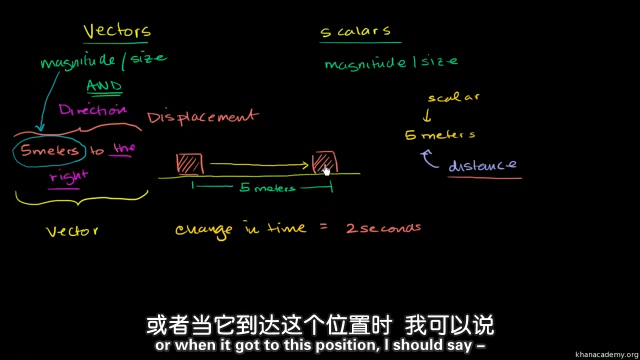 Vectors
magnitude/size
AND
Direction
Displacement
5 meters to the
right
vector
scalars
magnitude/size
scalar
5 meters
distance
5 meters
change in time = 2 seconds
或者当它到达这个位置时 我可以说
or when it got to this position, I should say –
khanacademy.org